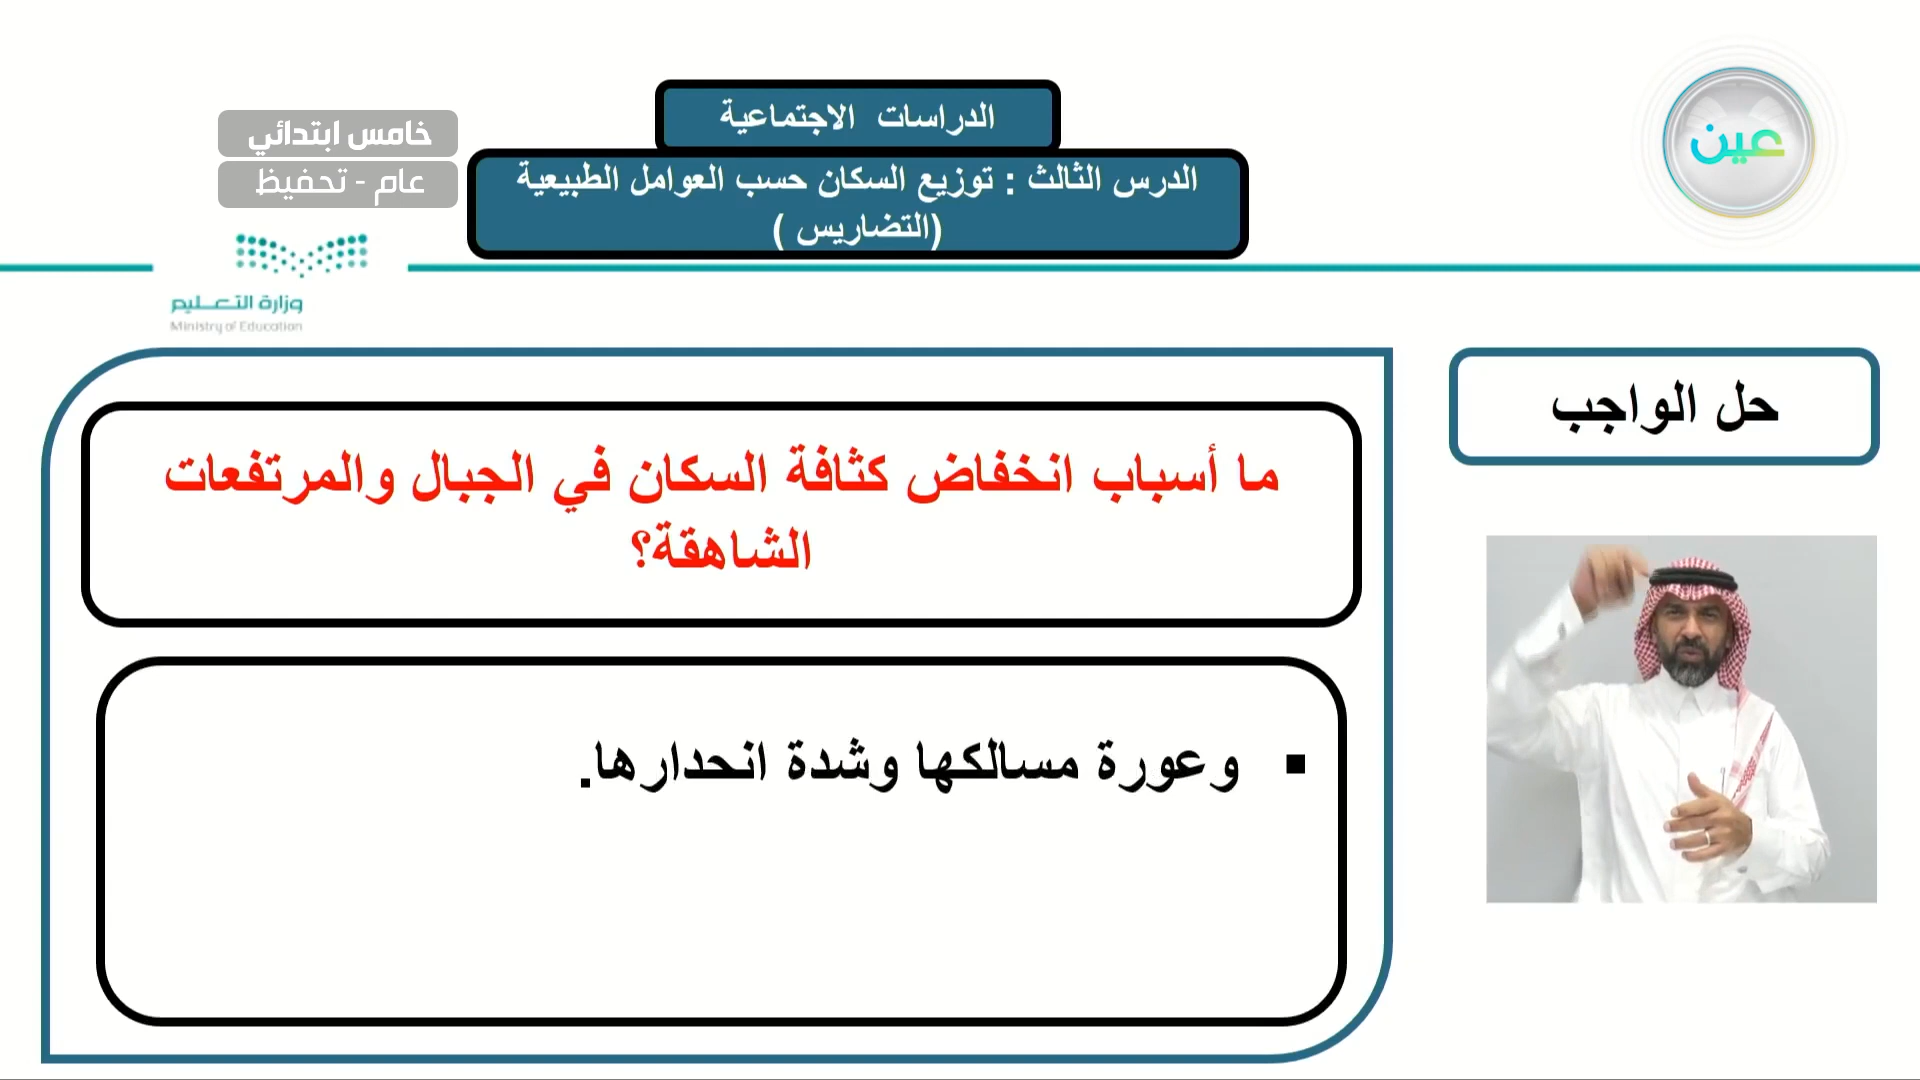 الدراسات الاجتماعية
الدرس الثالث : توزيع السكان حسب العوامل الطبيعية
(التضاريس )
خامس ابتدائي
عام - تحفيظ
عين
وزارة التعليم
Ministry of Education
حل الواجب
ما أسباب انخفاض كثافة السكان في الجبال والمرتفعات
الشاهقة؟
▪ وعورة مسالكها وشدة انحدارها.